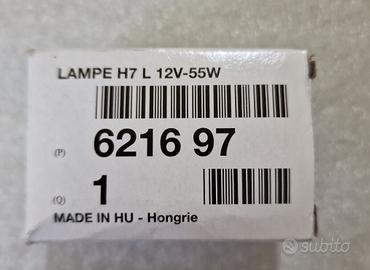 LAMPE H7 L 12V-55W
(P) 6216 97
(Q) 1
MADE IN HU - Hongrie
subito